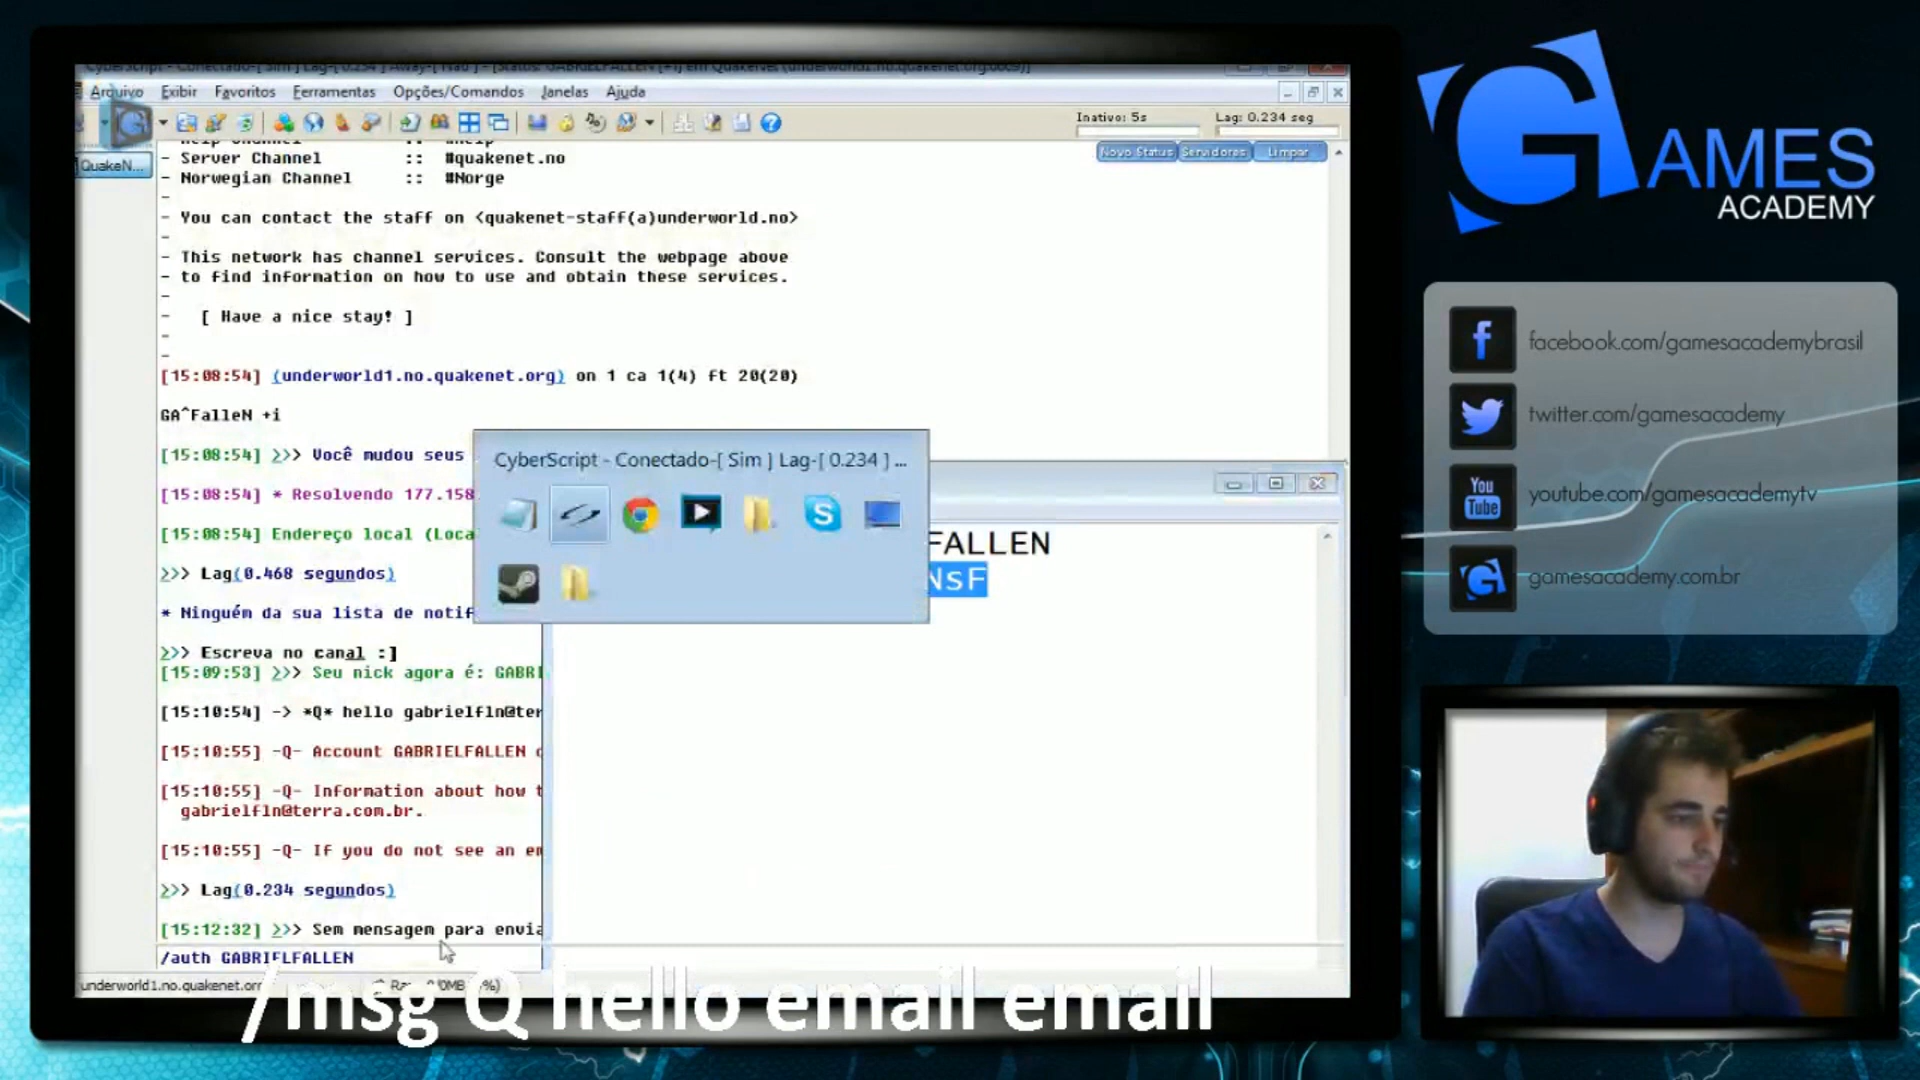 Arquivo Exibir Favoritos Ferramentas Opções/Comandos Janelas Ajuda
Inativo: 5s Lag: 0.234 seg
Novo Status Servidores Limpar
QuakeN...
- Server Channel :: #quakenet.no
- Norwegian Channel :: #Norge
-
- You can contact the staff on <quakenet-staff(a)underworld.no>
-
- This network has channel services. Consult the webpage above
- to find information on how to use and obtain these services.
-
- [ Have a nice stay! ]
-
-
[15:08:54] (underworld1.no.quakenet.org) on 1 ca 1(4) ft 20(20)
GA^FalleN +i
[15:08:54] >>> Você mudou seus
[15:08:54] * Resolvendo 177.158
[15:08:54] Endereço local (Loca
>>> Lag(0.468 segundos)
* Ninguém da sua lista de notif
>>> Escreva no canal :]
[15:09:53] >>> Seu nick agora é: GABRI
[15:10:54] -> *Q* hello gabrielfln@ter
[15:10:55] -Q- Account GABRIELFALLEN
[15:10:55] -Q- Information about how t
gabrielfln@terra.com.br.
[15:10:55] -Q- If you do not see an em
>>> Lag(0.234 segundos)
[15:12:32] >>> Sem mensagem para envia
/auth GABRIELFALLEN
underworld1.no.quakenet.org
CyberScript - Conectado-[ Sim ] Lag-[ 0.234 ] ...
FALLEN
NsF
/msg Q hello email email
GAMES
ACADEMY
facebook.com/gamesacademybrasil
twitter.com/gamesacademy
You
Tube
youtube.com/gamesacademytv
gamesacademy.com.br